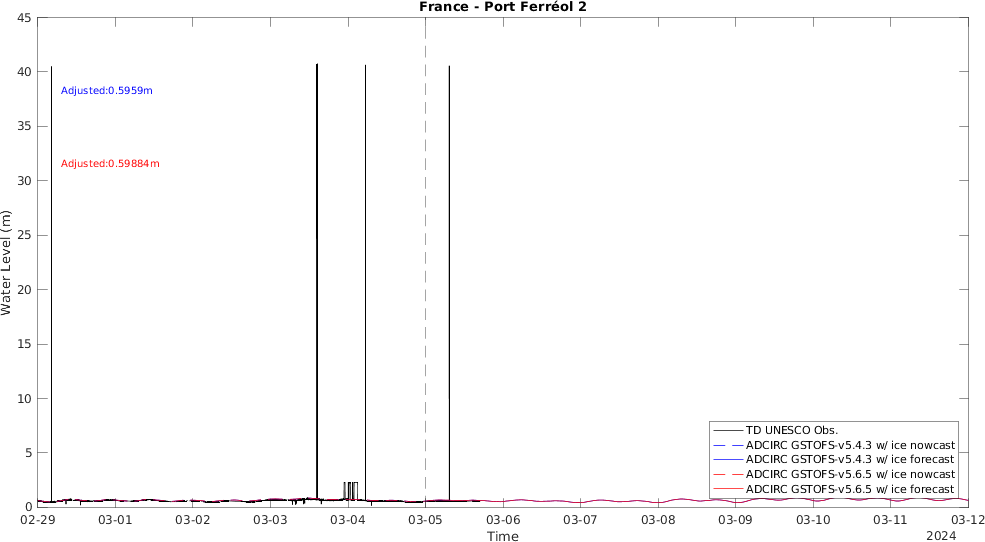 France - Port Ferréol 2
45
40
35
30
25
20
15
10
5
0
Water Level (m)
Adjusted:0.5959m
Adjusted:0.59884m
TD UNESCO Obs.
ADCIRC GSTOFS-v5.4.3 w/ ice nowcast
ADCIRC GSTOFS-v5.4.3 w/ ice forecast
ADCIRC GSTOFS-v5.6.5 w/ ice nowcast
ADCIRC GSTOFS-v5.6.5 w/ ice forecast
02-29 03-01 03-02 03-03 03-04 03-05 03-06 03-07 03-08 03-09 03-10 03-11 03-12
Time
2024